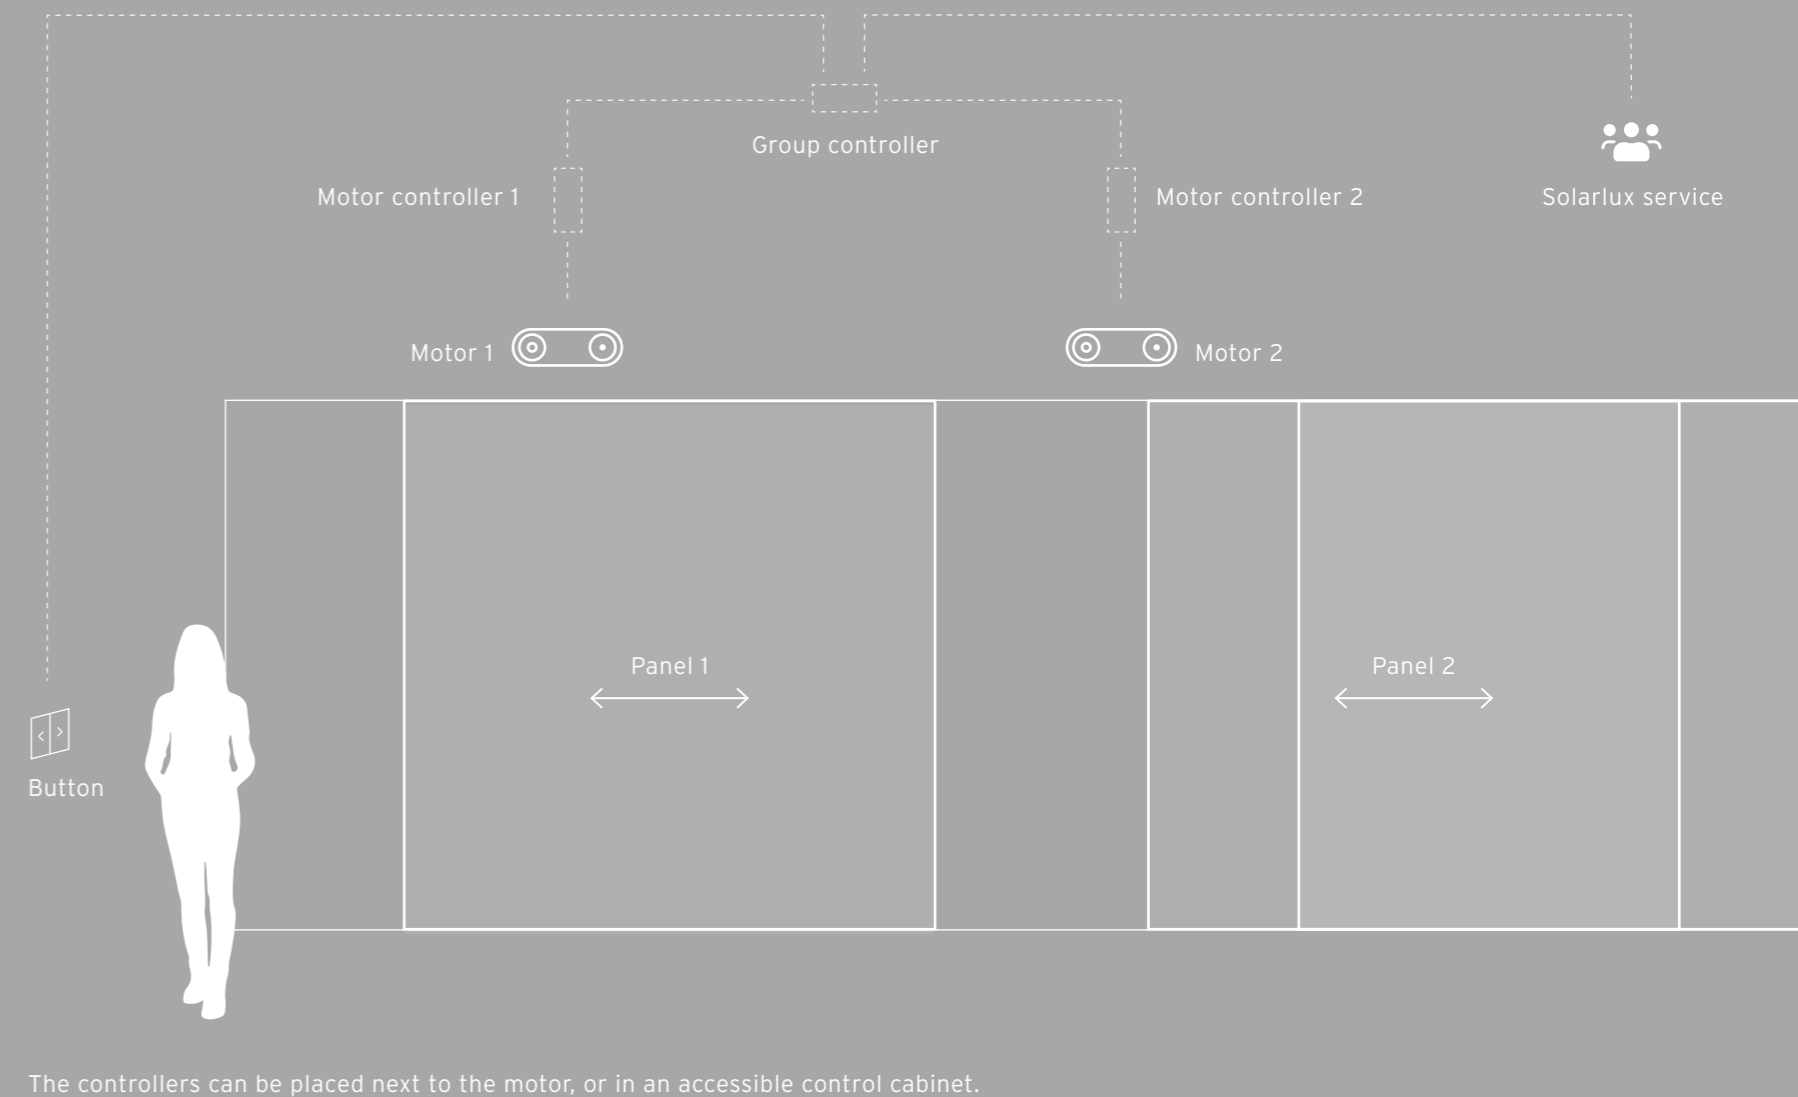 Group controller
Motor controller 1
Motor controller 2
Solarlux service
Motor 1
Motor 2
Panel 1
Panel 2
Button
The controllers can be placed next to the motor, or in an accessible control cabinet.